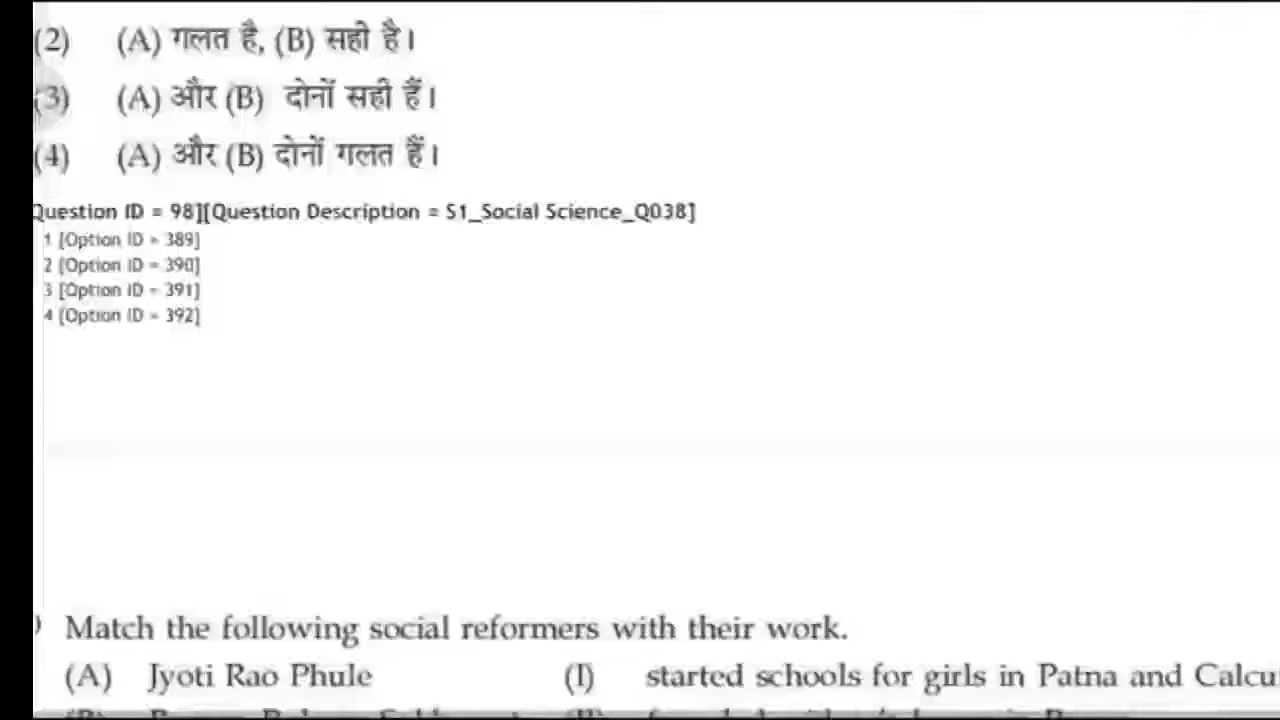 (2) (A) गलत है, (B) सही है।
(3) (A) और (B) दोनों सही हैं।
(4) (A) और (B) दोनों गलत हैं।
Question ID = 98][Question Description = S1_Social Science_Q038]
1 [Option ID = 389]
2 [Option ID = 390]
3 [Option ID = 391]
4 [Option ID = 392]
Match the following social reformers with their work.
(A) Jyoti Rao Phule (I) started schools for girls in Patna and